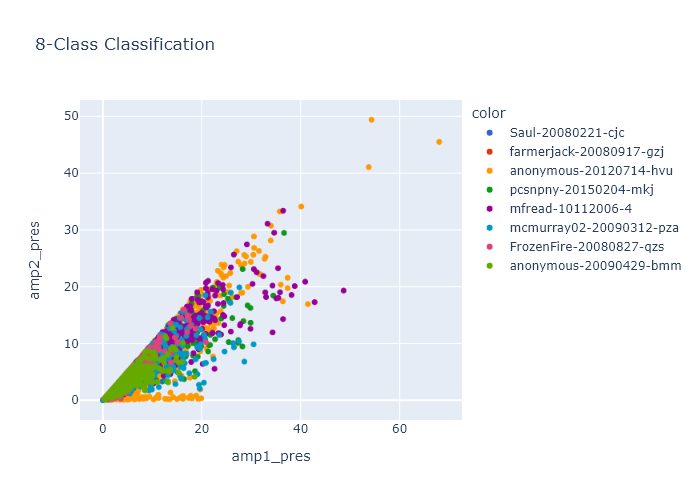 8-Class Classification
color
Saul-20080221-cjc
farmerjack-20080917-gzj
anonymous-20120714-hvu
pcsnpny-20150204-mkj
mfread-10112006-4
mcmurray02-20090312-pza
FrozenFire-20080827-qzs
anonymous-20090429-bmm
amp2_pres
50
40
30
20
10
0
0
20
40
60
amp1_pres